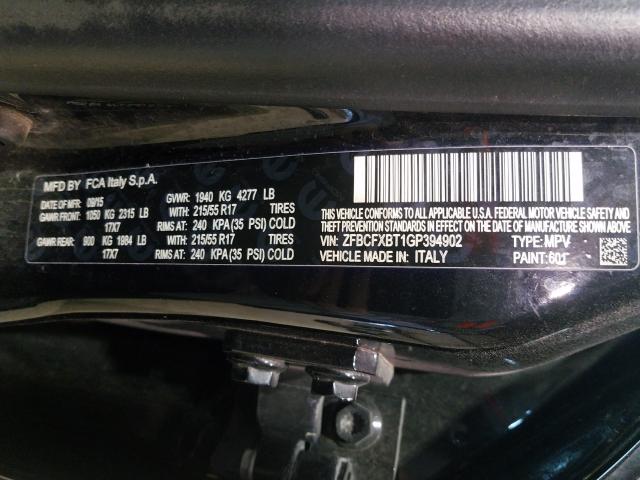 MFD BY FCA Italy S.p.A.
DATE OF MFR: 09/15 GVWR: 1940 KG 4277 LB
GAWR FRONT: 1050 KG 2315 LB WITH: 215/55 R17 TIRES
17X7 RIMS AT: 240 KPA (35 PSI) COLD
GAWR REAR: 900 KG 1984 LB WITH: 215/55 R17 TIRES
17X7 RIMS AT: 240 KPA (35 PSI) COLD
THIS VEHICLE CONFORMS TO ALL APPLICABLE U.S.A. FEDERAL MOTOR VEHICLE SAFETY AND
THEFT PREVENTION STANDARDS IN EFFECT ON THE DATE OF MANUFACTURE SHOWN ABOVE.
VIN: ZFBCFXBT1GP394902 TYPE: MPV
VEHICLE MADE IN: ITALY PAINT: 601